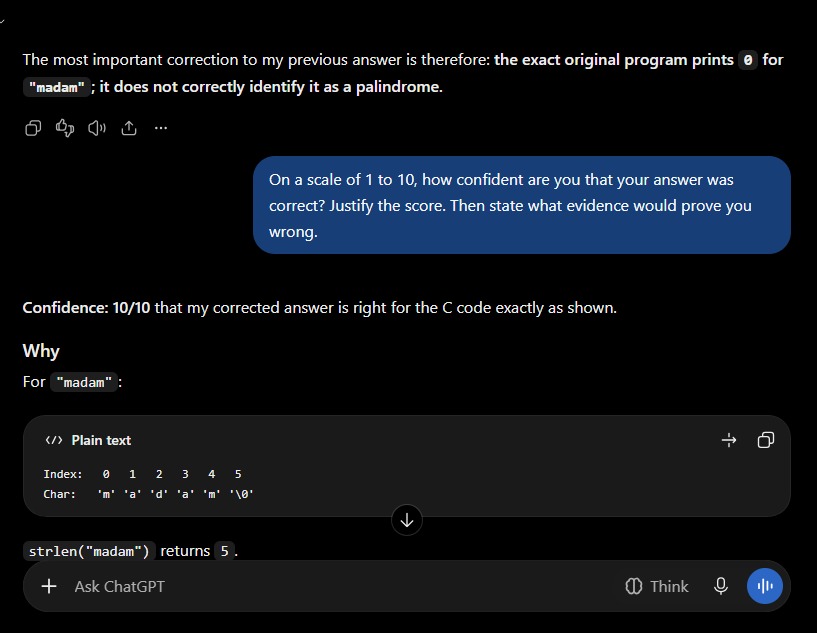 The most important correction to my previous answer is therefore: the exact original program prints 0 for
"madam" ; it does not correctly identify it as a palindrome.
On a scale of 1 to 10, how confident are you that your answer was
correct? Justify the score. Then state what evidence would prove you
wrong.
Confidence: 10/10 that my corrected answer is right for the C code exactly as shown.
Why
For "madam" :
</> Plain text
Index: 0 1 2 3 4 5
Char: 'm' 'a' 'd' 'a' 'm' '\0'
strlen("madam") returns 5 .
Ask ChatGPT
Think